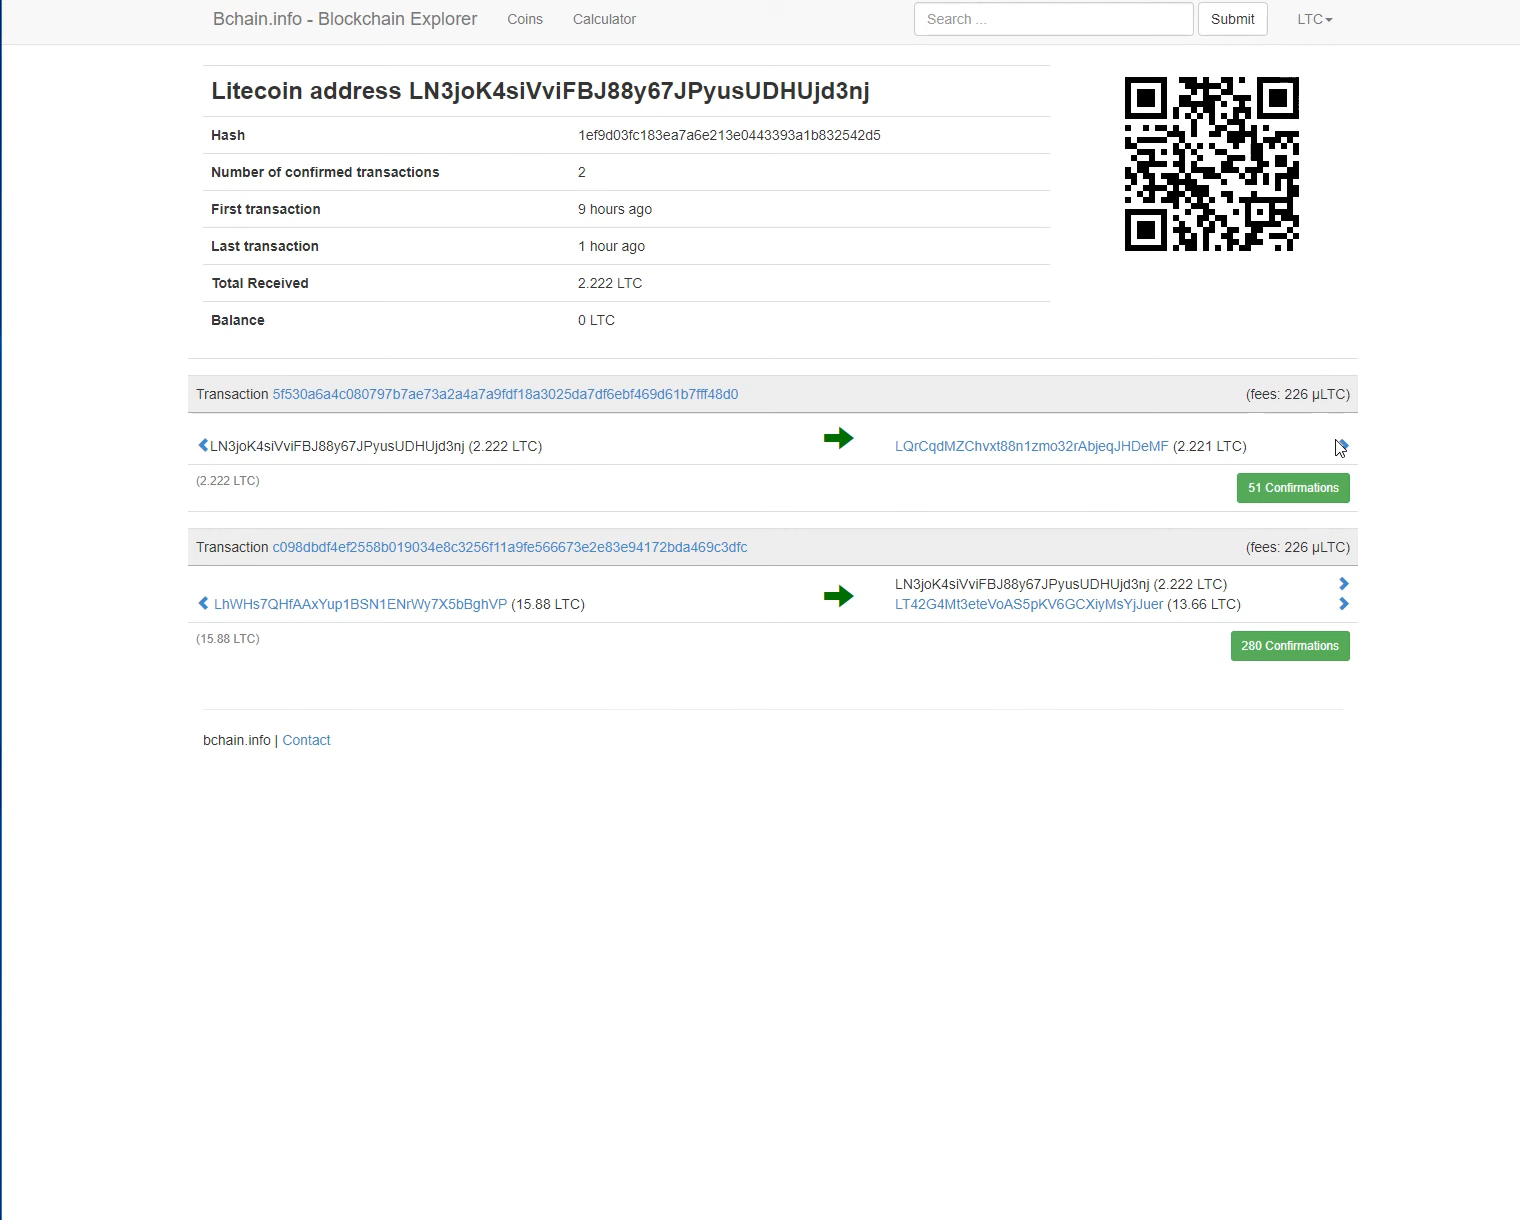 Bchain.info - Blockchain Explorer Coins Calculator Search ... Submit LTC
Litecoin address LN3joK4siVviFBJ88y67JPyusUDHUjd3nj
Hash 1ef9d03fc183ea7a6e213e0443393a1b832542d5
Number of confirmed transactions 2
First transaction 9 hours ago
Last transaction 1 hour ago
Total Received 2.222 LTC
Balance 0 LTC
Transaction 5f530a6a4c080797b7ae73a2a4a7a9fdf18a3025da7df6ebf469d61b7fff48d0 (fees: 226 µLTC)
LN3joK4siVviFBJ88y67JPyusUDHUjd3nj (2.222 LTC) LQrCqdMZChvxt88n1zmo32rAbjeqJHDeMF (2.221 LTC)
(2.222 LTC) 51 Confirmations
Transaction c098dbdf4ef2558b019034e8c3256f11a9fe566673e2e83e94172bda469c3dfc (fees: 226 µLTC)
LN3joK4siVviFBJ88y67JPyusUDHUjd3nj (2.222 LTC)
LhWHs7QHfAAxYup1BSN1ENrWy7X5bBghVP (15.88 LTC) LT42G4Mt3eteVoAS5pKV6GCXiyMsYjJuer (13.66 LTC)
(15.88 LTC) 280 Confirmations
bchain.info | Contact